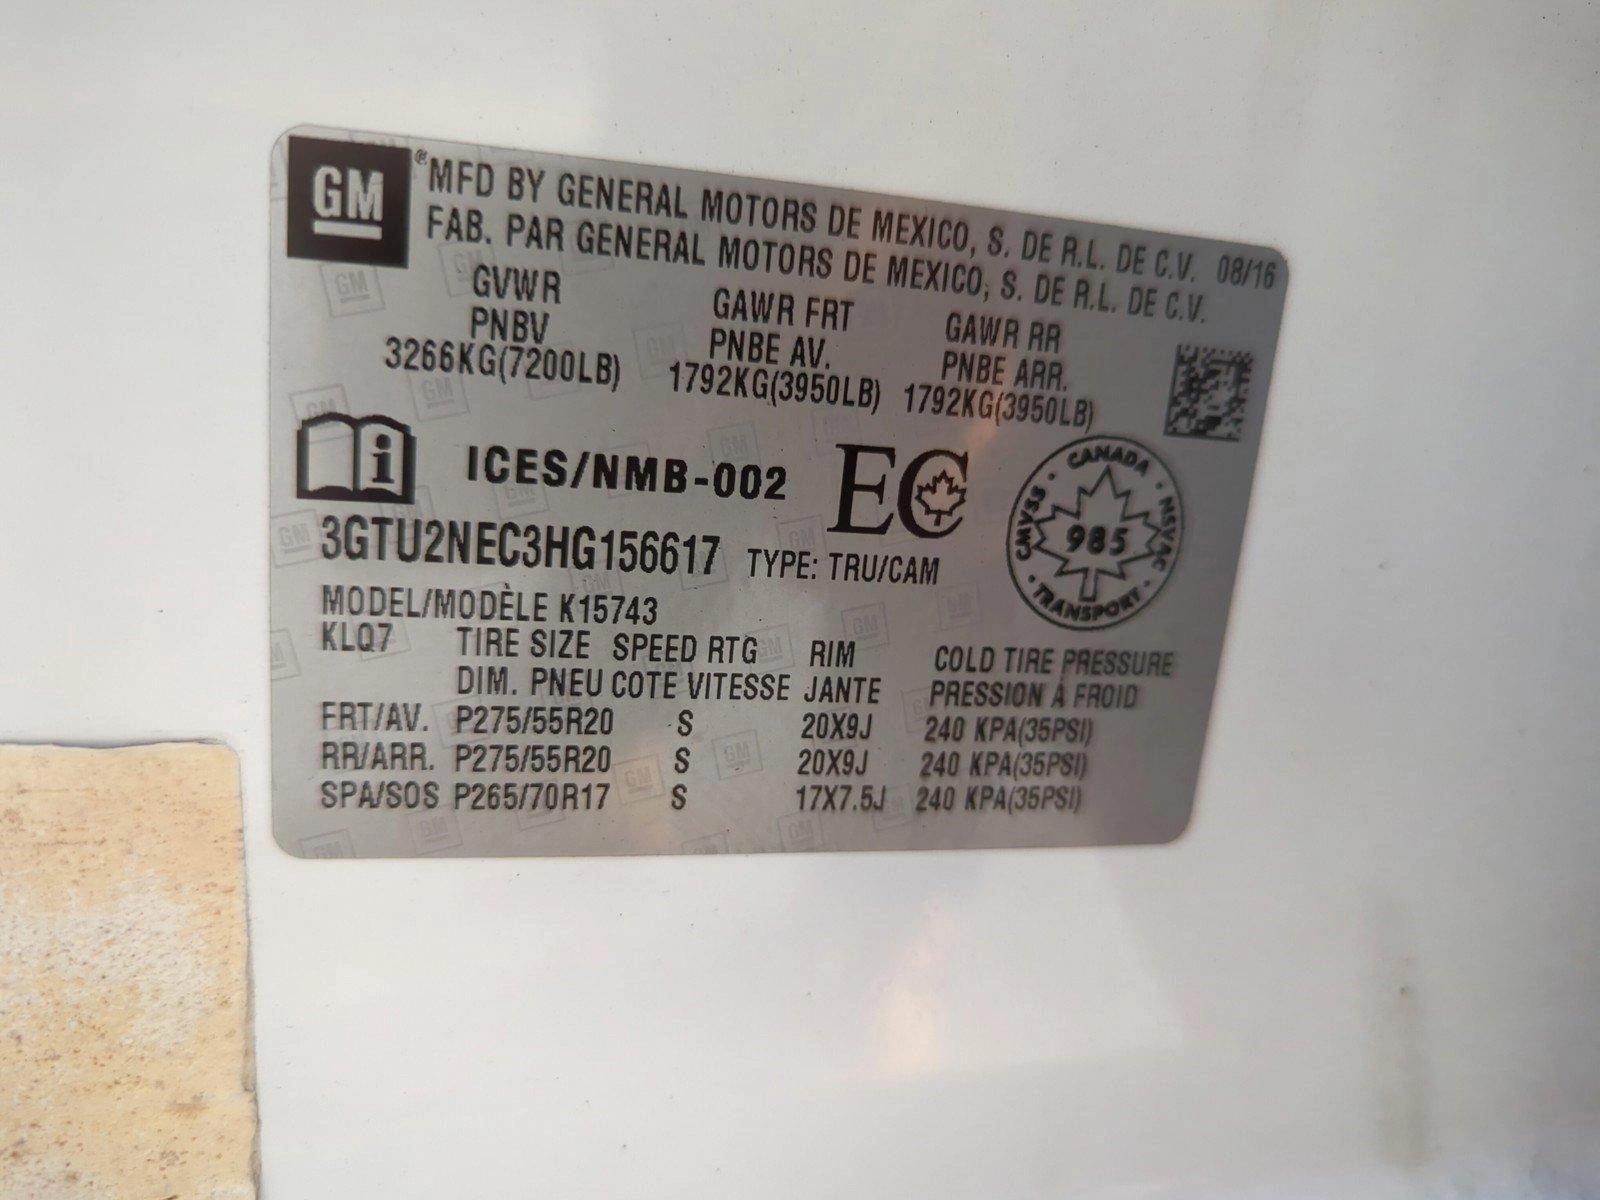 GM ® MFD BY GENERAL MOTORS DE MEXICO, S. DE R.L. DE C.V. 08/16
FAB. PAR GENERAL MOTORS DE MEXICO, S. DE R.L. DE C.V.
GVWR GAWR FRT GAWR RR
PNBV PNBE AV. PNBE ARR.
3266KG(7200LB) 1792KG(3950LB) 1792KG(3950LB)
i ICES/NMB-002 EC
CANADA · NSVAC · TRANSPORT · CMVSS ·
985
3GTU2NEC3HG156617 TYPE: TRU/CAM
MODEL/MODÈLE K15743
KLQ7 TIRE SIZE SPEED RTG RIM COLD TIRE PRESSURE
DIM. PNEU COTE VITESSE JANTE PRESSION À FROID
FRT/AV. P275/55R20 S 20X9J 240 KPA(35PSI)
RR/ARR. P275/55R20 S 20X9J 240 KPA(35PSI)
SPA/SOS P265/70R17 S 17X7.5J 240 KPA(35PSI)